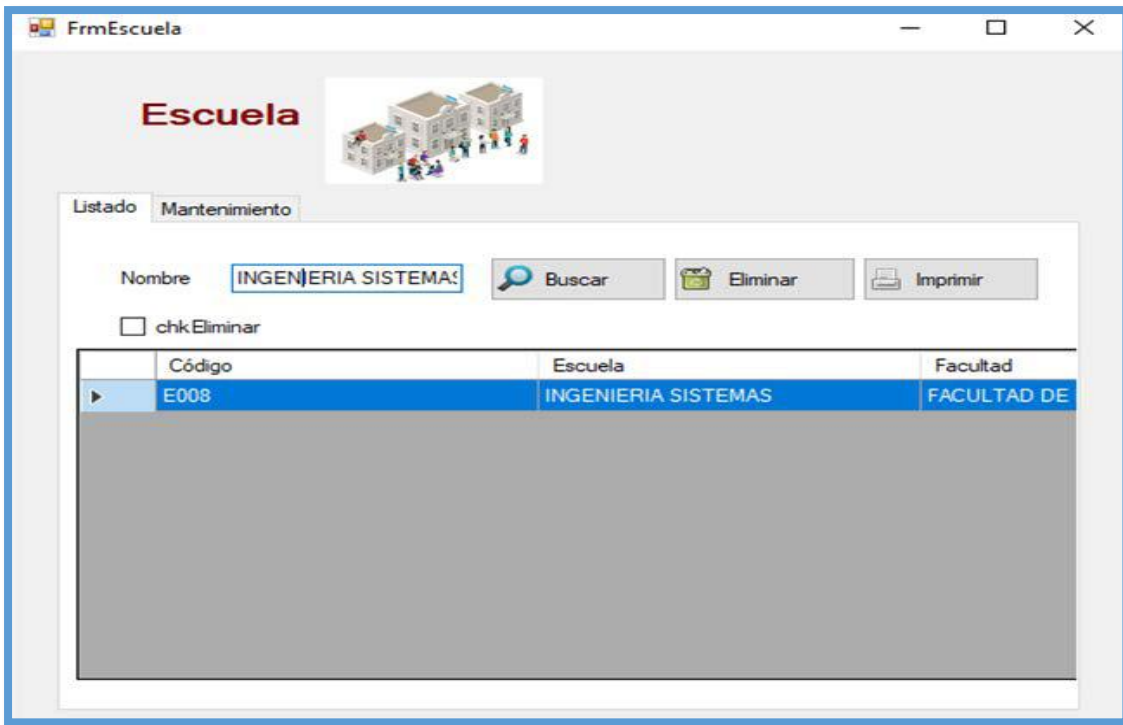 FrmEscuela
Escuela
Listado Mantenimiento
Nombre INGENIERIA SISTEMAS Buscar Eliminar Imprimir
chkEliminar
Código Escuela Facultad
E008 INGENIERIA SISTEMAS FACULTAD DE